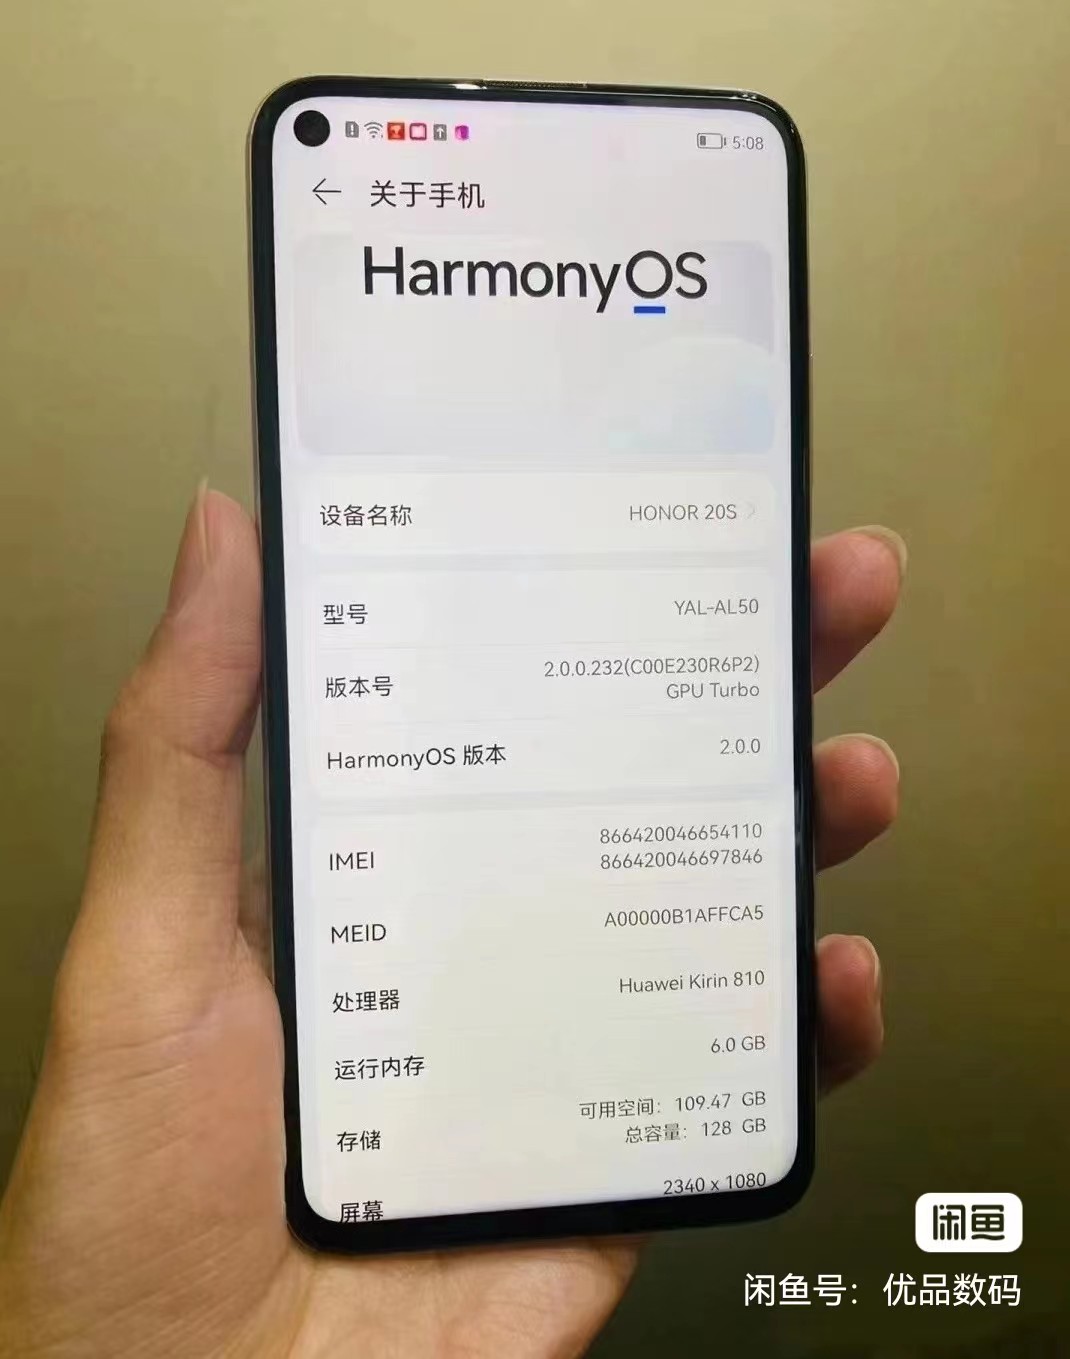 5:08
关于手机
HarmonyOS
设备名称 HONOR 20S
型号 YAL-AL50
版本号 2.0.0.232(C00E230R6P2)
GPU Turbo
HarmonyOS 版本 2.0.0
IMEI 866420046654110
866420046697846
MEID A00000B1AFFCA5
处理器 Huawei Kirin 810
运行内存 6.0 GB
存储 可用空间：109.47 GB
总容量：128 GB
屏幕 2340 x 1080
闲鱼
闲鱼号：优品数码